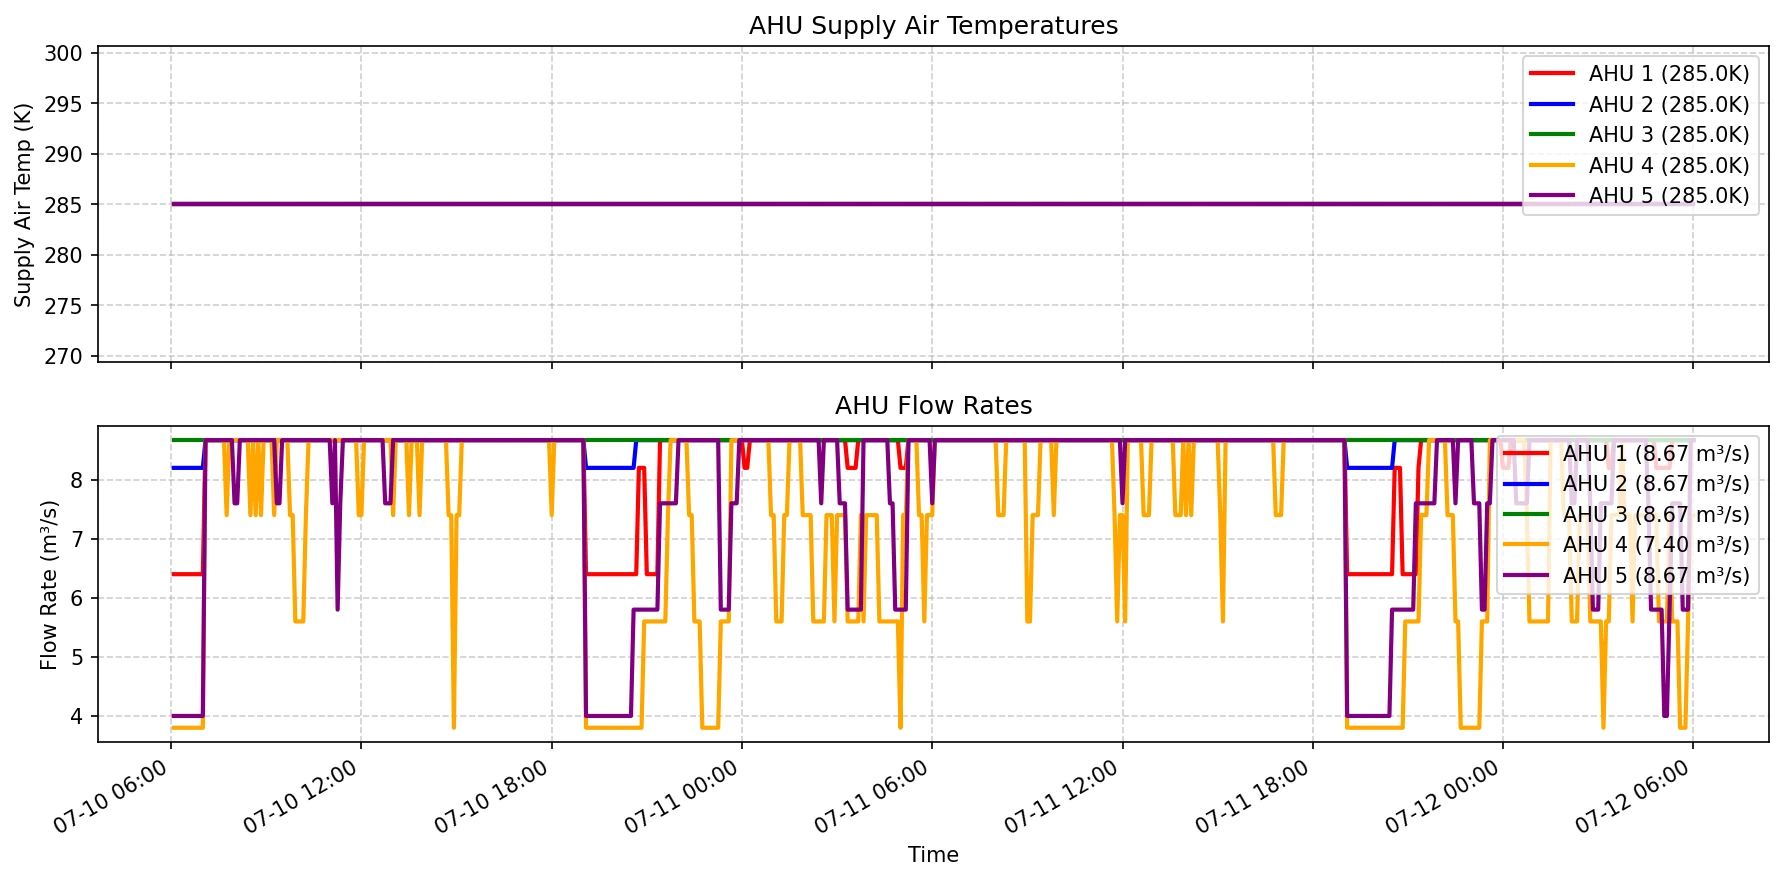 AHU Supply Air Temperatures
Supply Air Temp (K)
300
295
290
285
280
275
270
AHU 1 (285.0K)
AHU 2 (285.0K)
AHU 3 (285.0K)
AHU 4 (285.0K)
AHU 5 (285.0K)
AHU Flow Rates
Flow Rate (m³/s)
8
7
6
5
4
AHU 1 (8.67 m³/s)
AHU 2 (8.67 m³/s)
AHU 3 (8.67 m³/s)
AHU 4 (7.40 m³/s)
AHU 5 (8.67 m³/s)
07-10 06:00
07-10 12:00
07-10 18:00
07-11 00:00
07-11 06:00
07-11 12:00
07-11 18:00
07-12 00:00
07-12 06:00
Time